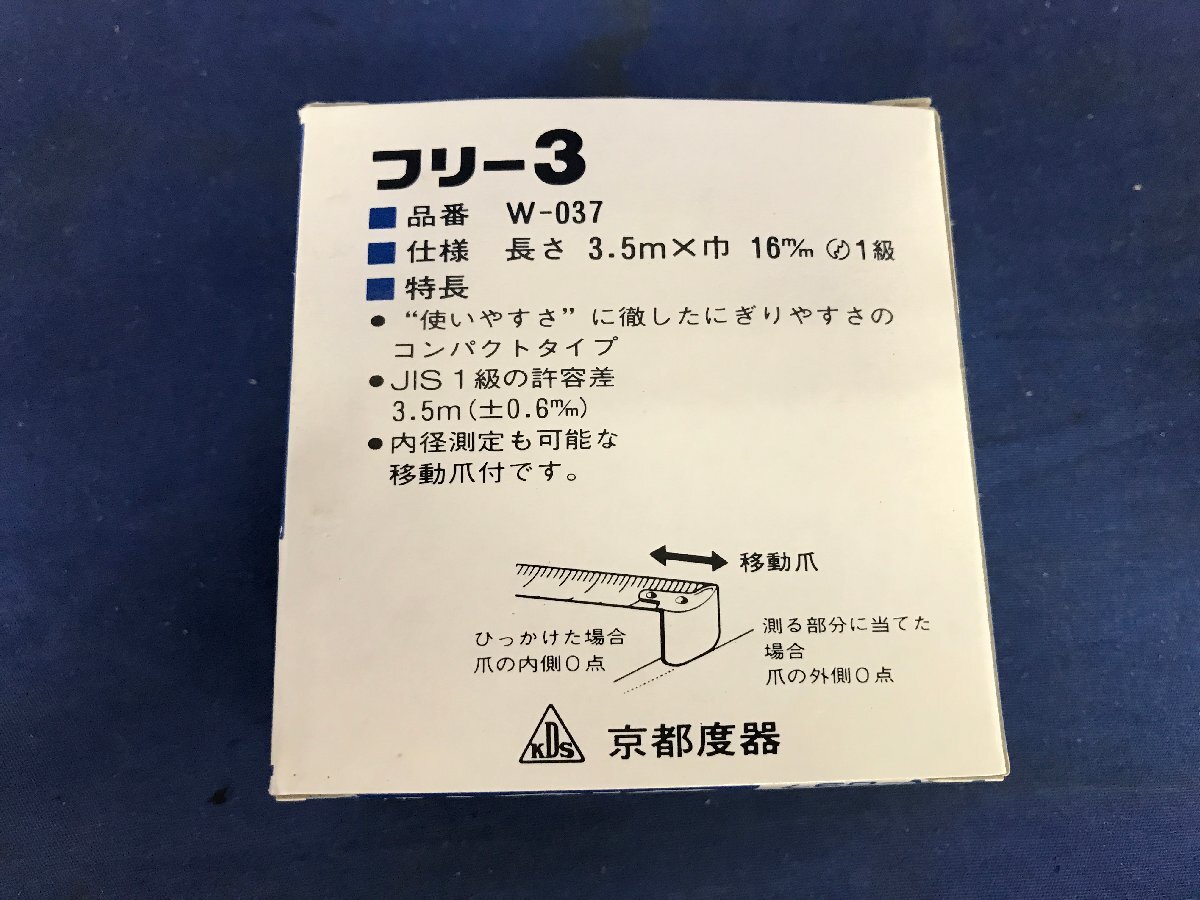 フリー3
■ 品番 W-037
■ 仕様 長さ 3.5m×巾 16m/m 1級
■ 特長
● “使いやすさ”に徹したにぎりやすさの
コンパクトタイプ
● JIS 1級の許容差
3.5m(±0.6m/m)
● 内径測定も可能な
移動爪付です。
移動爪
ひっかけた場合
爪の内側0点
測る部分に当てた
場合
爪の外側0点
KDS 京都度器